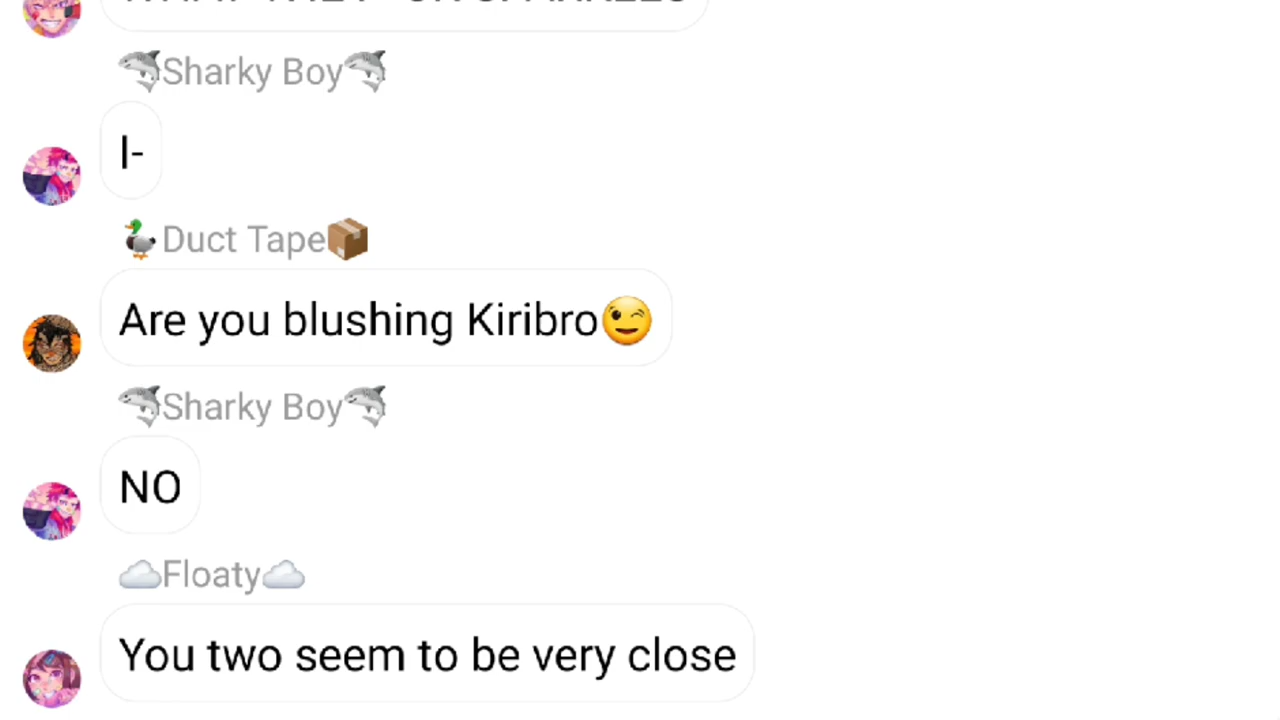 🦈Sharky Boy🦈
I-
🦆Duct Tape📦
Are you blushing Kiribro😉
🦈Sharky Boy🦈
NO
☁️Floaty☁️
You two seem to be very close